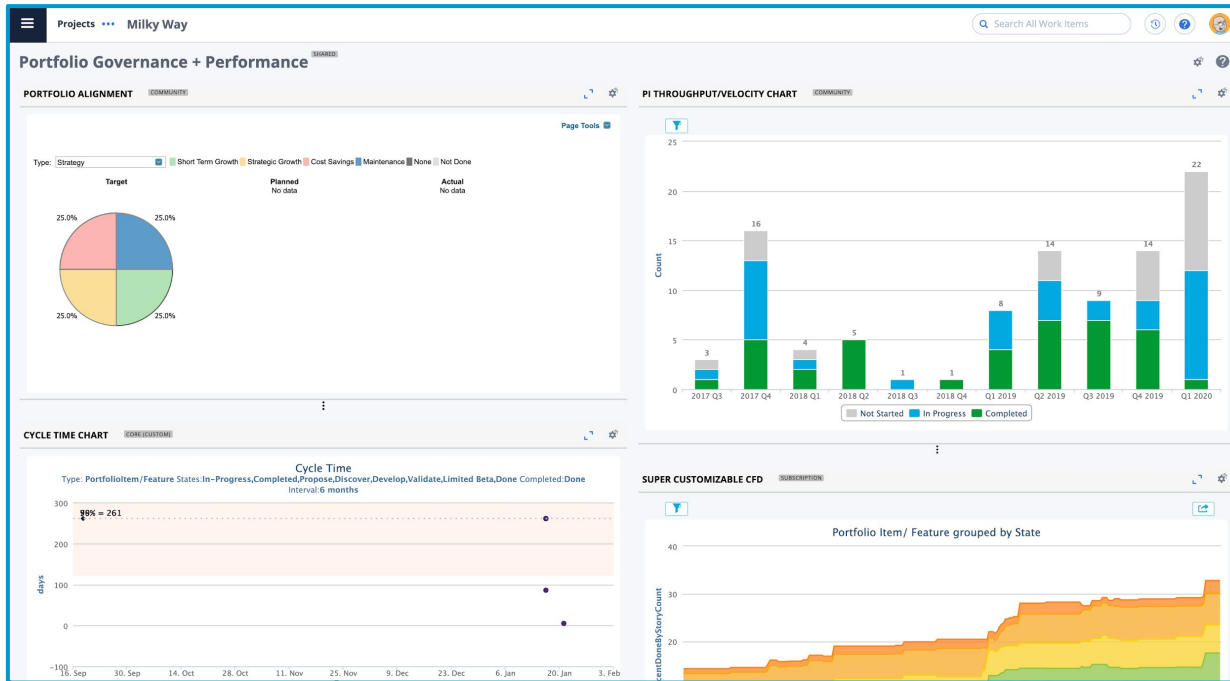 Projects ••• Milky Way
Search All Work Items
Portfolio Governance + Performance SHARED
PORTFOLIO ALIGNMENT COMMUNITY
Page Tools
Type: Strategy Short Term Growth Strategic Growth Cost Savings Maintenance None Not Done
Target Planned Actual
No data No data
25.0% 25.0%
25.0% 25.0%
CYCLE TIME CHART CORE (CUSTOM)
Cycle Time
Type: PortfolioItem/Feature States:In-Progress,Completed,Propose,Discover,Develop,Validate,Limited Beta,Done Completed:Done
Interval:6 months
300
= 261
200
days
100
0
-100
16. Sep 30. Sep 14. Oct 28. Oct 11. Nov 25. Nov 9. Dec 23. Dec 6. Jan 20. Jan 3. Feb
PI THROUGHPUT/VELOCITY CHART COMMUNITY
25
22
20
16
15
14 14
Count
10
9
8
5
5
4
3
1 1
0
2017 Q3 2017 Q4 2018 Q1 2018 Q2 2018 Q3 2018 Q4 Q1 2019 Q2 2019 Q3 2019 Q4 2019 Q1 2020
Not Started In Progress Completed
SUPER CUSTOMIZABLE CFD SUBSCRIPTION
Portfolio Item/ Feature grouped by State
40
30
20
centDoneByStoryCount